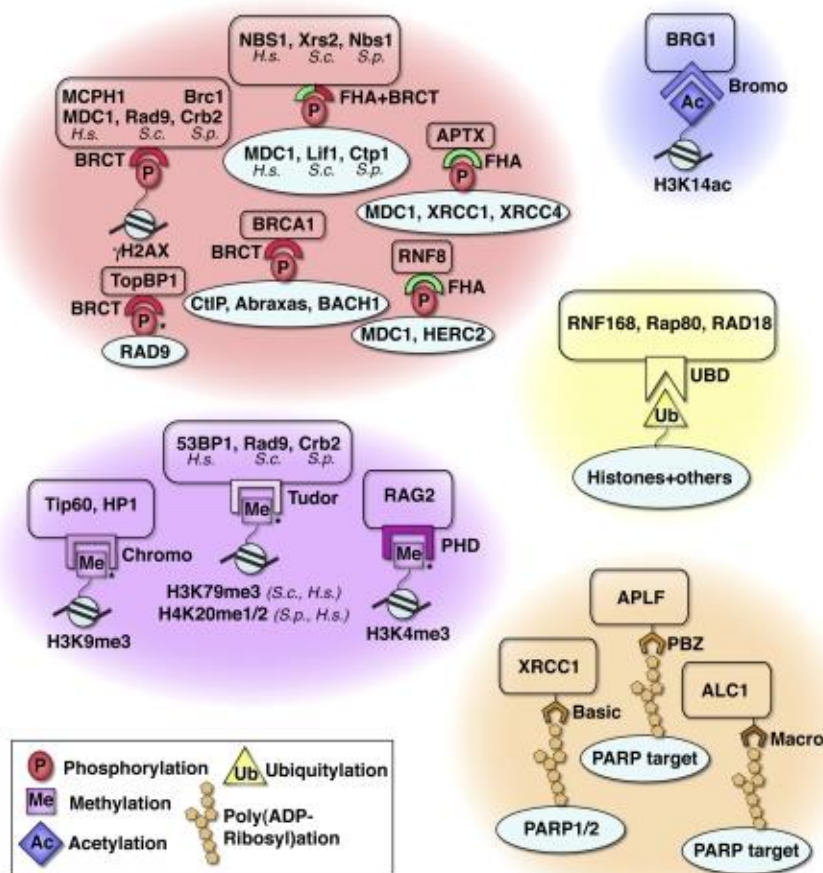 NBS1, Xrs2, Nbs1
H.s. S.c. S.p.
P
FHA+BRCT
MDC1, Lif1, Ctp1
H.s. S.c. S.p.
MCPH1 Brc1
MDC1, Rad9, Crb2
H.s. S.c. S.p.
BRCT
P
γH2AX
APTX
FHA
P
MDC1, XRCC1, XRCC4
BRCA1
BRCT
P
CtIP, Abraxas, BACH1
RNF8
FHA
P
MDC1, HERC2
TopBP1
BRCT
P *
RAD9
BRG1
Bromo
Ac
H3K14ac
RNF168, Rap80, RAD18
UBD
Ub
Histones+others
53BP1, Rad9, Crb2
H.s. S.c. S.p.
Tudor
Me *
H3K79me3 (S.c., H.s.)
H4K20me1/2 (S.p., H.s.)
Tip60, HP1
Chromo
Me *
H3K9me3
RAG2
PHD
Me *
H3K4me3
APLF
PBZ
PARP target
XRCC1
Basic
PARP1/2
ALC1
Macro
PARP target
P Phosphorylation
Ub Ubiquitylation
Me Methylation
Poly(ADP-
Ribosyl)ation
Ac Acetylation